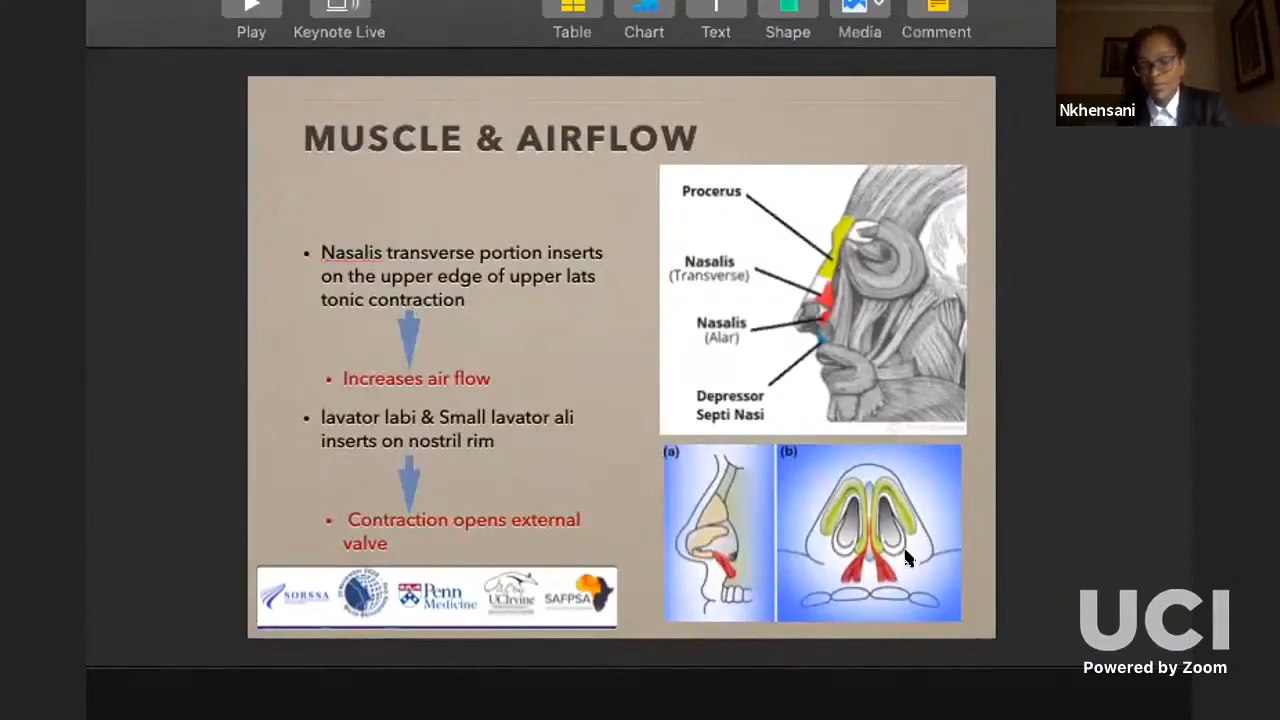 Play
Keynote Live
Table
Chart
Text
Shape
Media
Comment
Nkhensani
MUSCLE & AIRFLOW
• Nasalis transverse portion inserts
on the upper edge of upper lats
tonic contraction
• Increases air flow
• lavator labi & Small lavator ali
inserts on nostril rim
• Contraction opens external
valve
Procerus
Nasalis
(Transverse)
Nasalis
(Alar)
Depressor
Septi Nasi
(a)
(b)
SORSSA
Penn
Medicine
UCIrvine
SAFPSA
UCI
Powered by Zoom